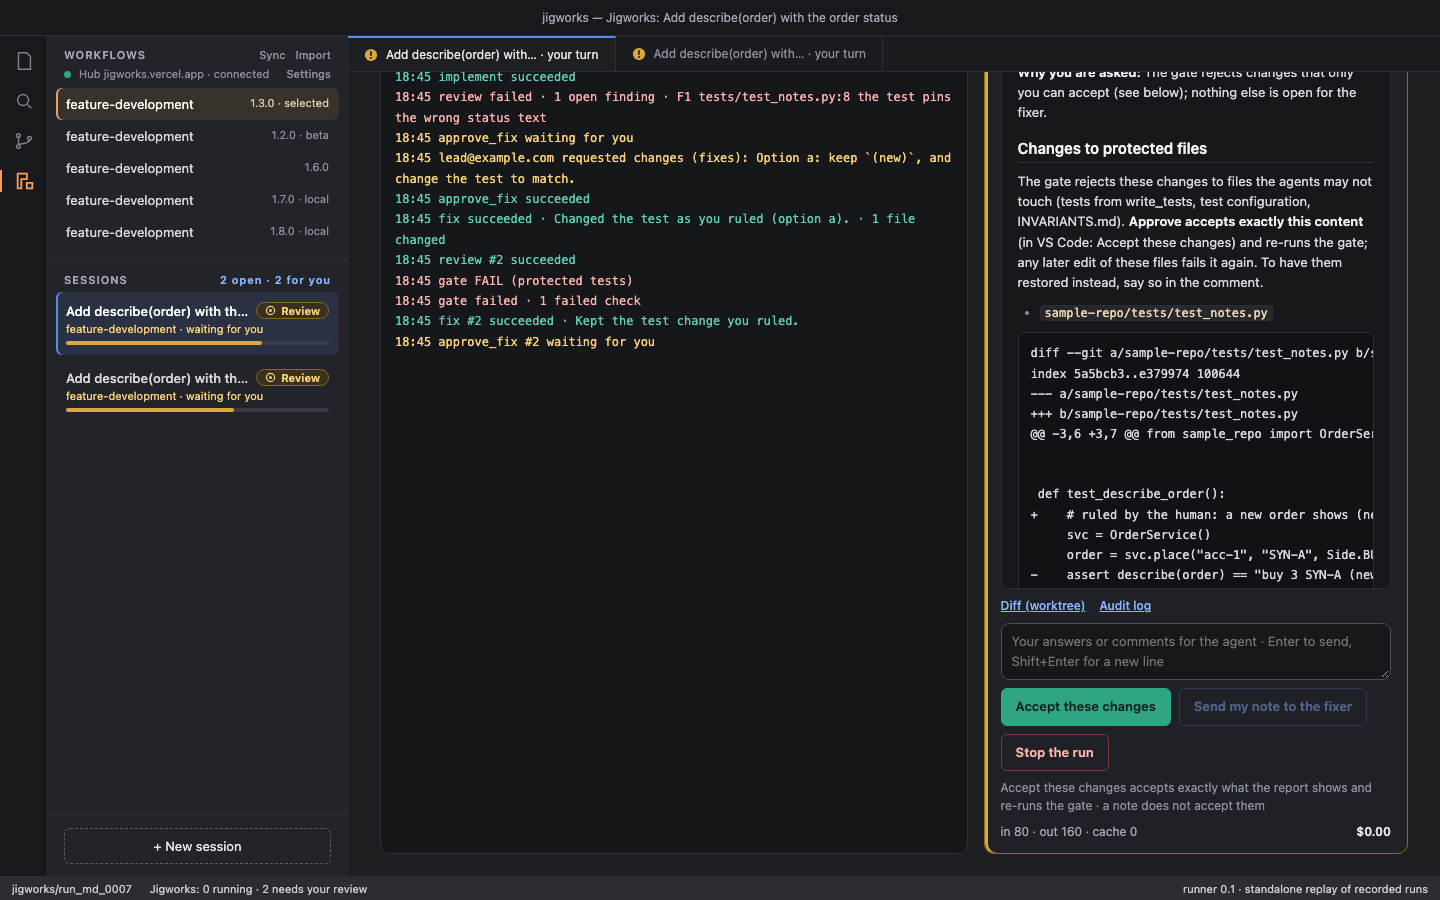 jigworks — Jigworks: Add describe(order) with the order status
WORKFLOWS
Sync Import
Hub jigworks.vercel.app · connected
Settings
feature-development 1.3.0 · selected
feature-development 1.2.0 · beta
feature-development 1.6.0
feature-development 1.7.0 · local
feature-development 1.8.0 · local
SESSIONS 2 open · 2 for you
Add describe(order) with th... Review
feature-development · waiting for you
Add describe(order) with th... Review
feature-development · waiting for you
+ New session
Add describe(order) with... · your turn
Add describe(order) with... · your turn
18:45 implement succeeded
18:45 review failed · 1 open finding · F1 tests/test_notes.py:8 the test pins
the wrong status text
18:45 approve_fix waiting for you
18:45 lead@example.com requested changes (fixes): Option a: keep `(new)`, and
change the test to match.
18:45 approve_fix succeeded
18:45 fix succeeded · Changed the test as you ruled (option a). · 1 file
changed
18:45 review #2 succeeded
18:45 gate FAIL (protected tests)
18:45 gate failed · 1 failed check
18:45 fix #2 succeeded · Kept the test change you ruled.
18:45 approve_fix #2 waiting for you
Why you are asked: The gate rejects changes that only
you can accept (see below); nothing else is open for the
fixer.
Changes to protected files
The gate rejects these changes to files the agents may not
touch (tests from write_tests, test configuration,
INVARIANTS.md). Approve accepts exactly this content
(in VS Code: Accept these changes) and re-runs the gate;
any later edit of these files fails it again. To have them
restored instead, say so in the comment.
• sample-repo/tests/test_notes.py
diff --git a/sample-repo/tests/test_notes.py b/s
index 5a5bcb3..e379974 100644
--- a/sample-repo/tests/test_notes.py
+++ b/sample-repo/tests/test_notes.py
@@ -3,6 +3,7 @@ from sample_repo import OrderSer
def test_describe_order():
+ # ruled by the human: a new order shows (ne
svc = OrderService()
order = svc.place("acc-1", "SYN-A", Side.BU
- assert describe(order) == "buy 3 SYN-A (new
Diff (worktree) Audit log
Your answers or comments for the agent · Enter to send,
Shift+Enter for a new line
Accept these changes
Send my note to the fixer
Stop the run
Accept these changes accepts exactly what the report shows and
re-runs the gate · a note does not accept them
in 80 · out 160 · cache 0 $0.00
jigworks/run_md_0007 Jigworks: 0 running · 2 needs your review
runner 0.1 · standalone replay of recorded runs